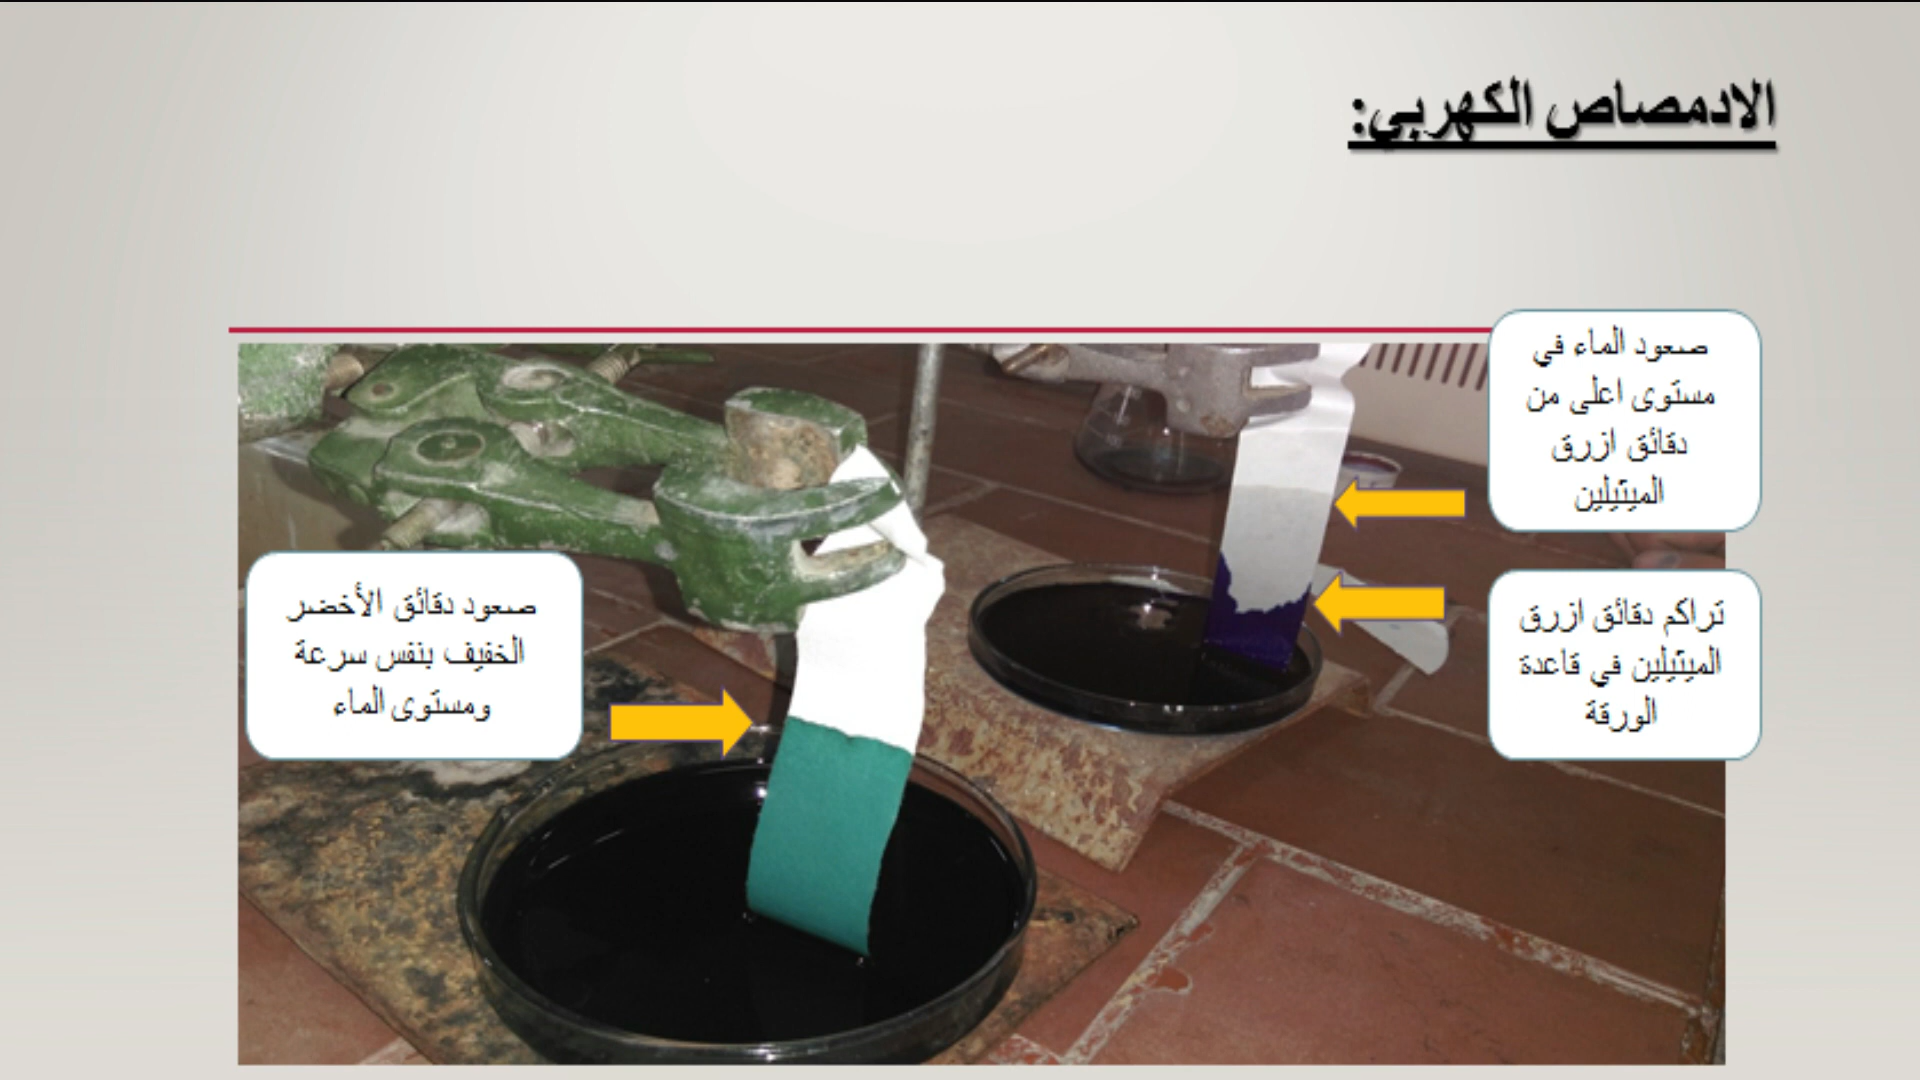 الادمصاص الكهربي:
صعود الماء في
مستوى اعلى من
دقائق ازرق
الميثيلين
تراكم دقائق ازرق
الميثيلين في قاعدة
الورقة
صعود دقائق الأخضر
الخفيف بنفس سرعة
ومستوى الماء